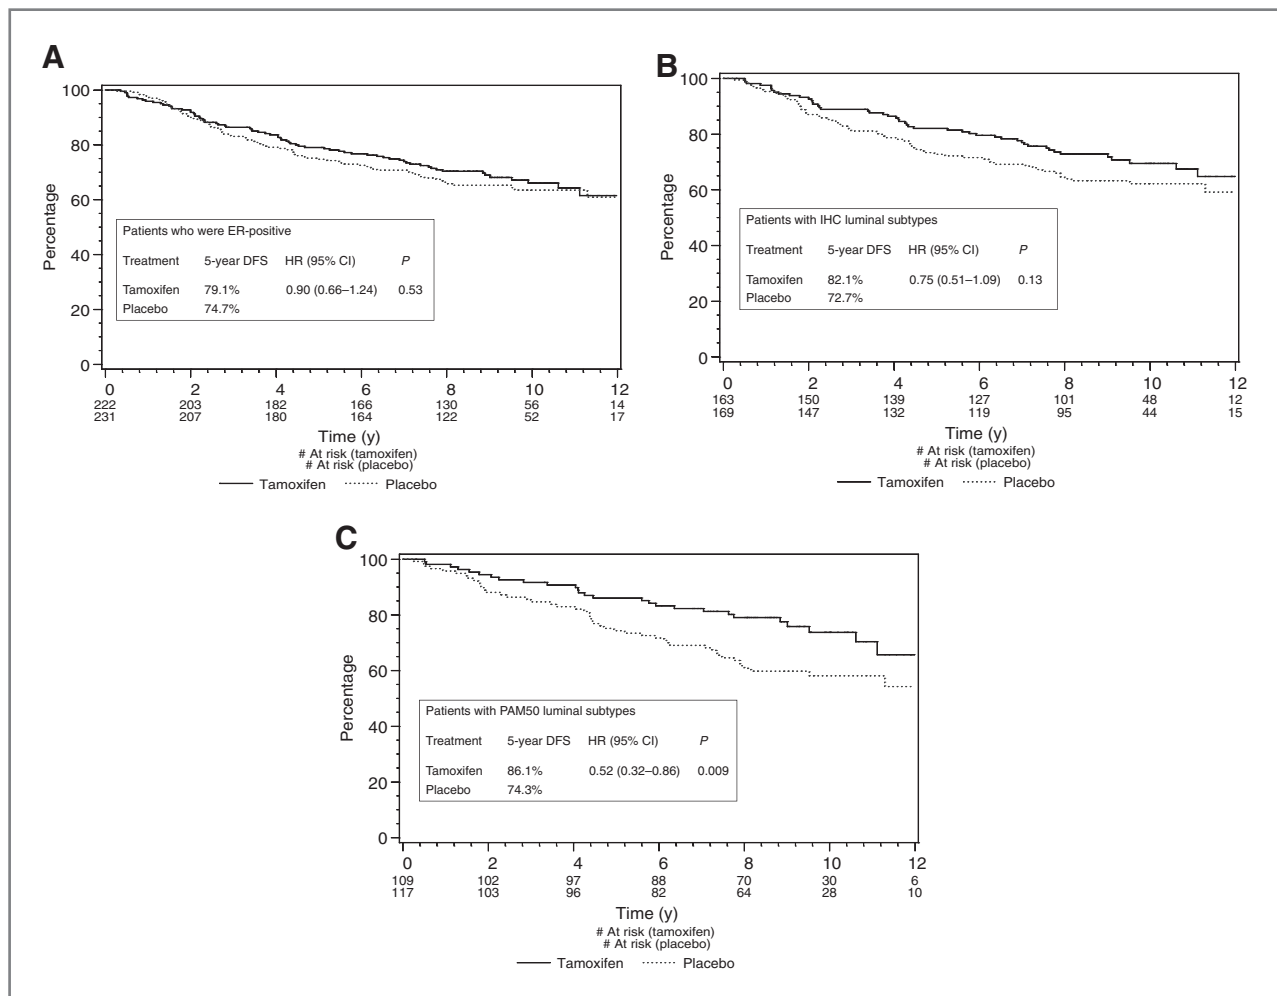 A
Percentage
100
80
60
40
20
0
Patients who were ER-positive
Treatment 5-year DFS HR (95% CI) P
Tamoxifen 79.1% 0.90 (0.66–1.24) 0.53
Placebo 74.7%
0 2 4 6 8 10 12
222 203 182 166 130 56 14
231 207 180 164 122 52 17
Time (y)
# At risk (tamoxifen)
# At risk (placebo)
Tamoxifen Placebo
B
Percentage
100
80
60
40
20
0
Patients with IHC luminal subtypes
Treatment 5-year DFS HR (95% CI) P
Tamoxifen 82.1% 0.75 (0.51–1.09) 0.13
Placebo 72.7%
0 2 4 6 8 10 12
163 150 139 127 101 48 12
169 147 132 119 95 44 15
Time (y)
# At risk (tamoxifen)
# At risk (placebo)
Tamoxifen Placebo
C
Percentage
100
80
60
40
20
0
Patients with PAM50 luminal subtypes
Treatment 5-year DFS HR (95% CI) P
Tamoxifen 86.1% 0.52 (0.32–0.86) 0.009
Placebo 74.3%
0 2 4 6 8 10 12
109 102 97 88 70 30 6
117 103 96 82 64 28 10
Time (y)
# At risk (tamoxifen)
# At risk (placebo)
Tamoxifen Placebo